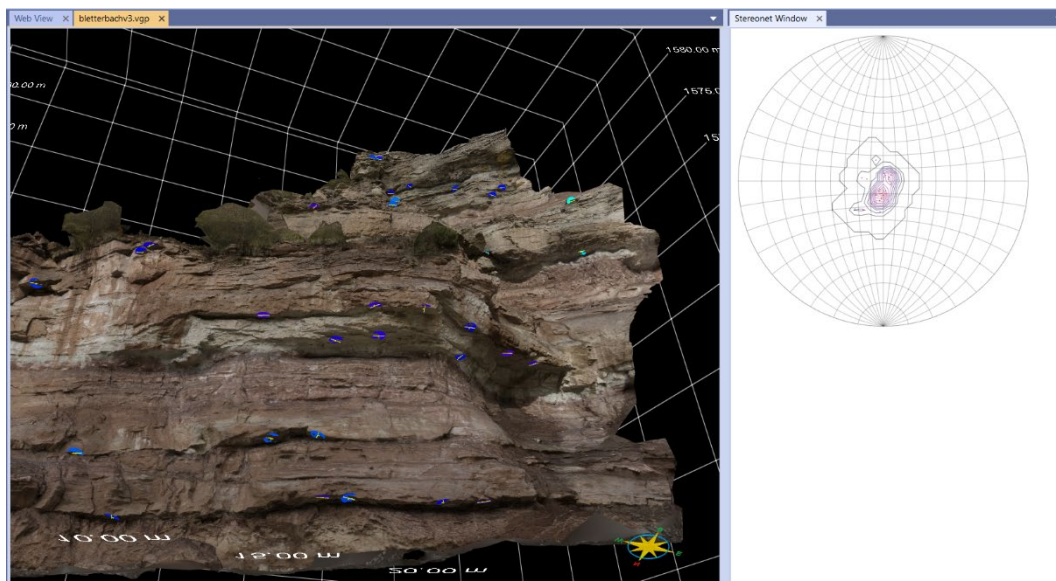 Web View
bletterbachv3.vgp
Stereonet Window
1580.00 m
1575.0
10.00 m
15.00 m
20.00 m